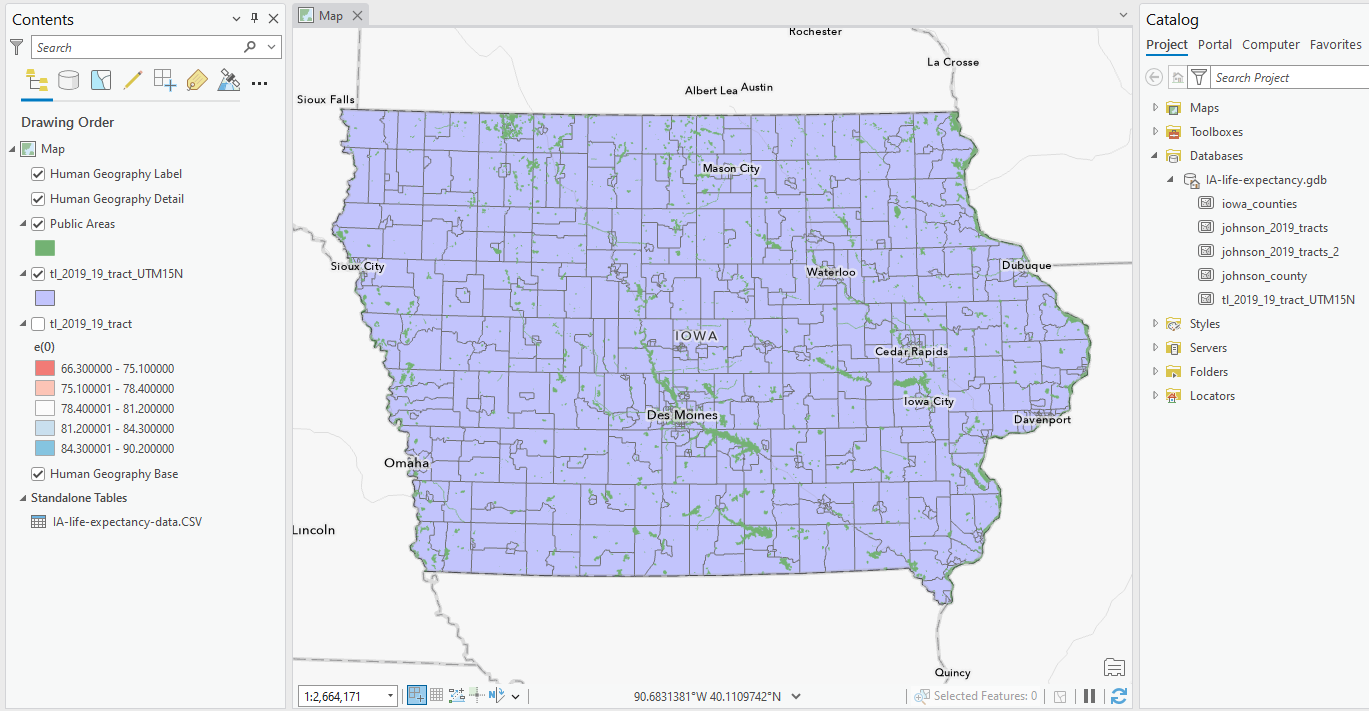 Contents
Search
Drawing Order
Map
Human Geography Label
Human Geography Detail
Public Areas
tl_2019_19_tract_UTM15N
tl_2019_19_tract
e(0)
66.300000 - 75.100000
75.100001 - 78.400000
78.400001 - 81.200000
81.200001 - 84.300000
84.300001 - 90.200000
Human Geography Base
Standalone Tables
IA-life-expectancy-data.CSV
Map
Rochester
La Crosse
Albert Lea
Austin
Sioux Falls
Mason City
Sioux City
Waterloo
Dubuque
IOWA
Cedar Rapids
Iowa City
Des Moines
Davenport
Omaha
Lincoln
Quincy
1:2,664,171
N
90.6831381°W 40.1109742°N
Selected Features: 0
Catalog
Project Portal Computer Favorites
Search Project
Maps
Toolboxes
Databases
IA-life-expectancy.gdb
iowa_counties
johnson_2019_tracts
johnson_2019_tracts_2
johnson_county
tl_2019_19_tract_UTM15N
Styles
Servers
Folders
Locators